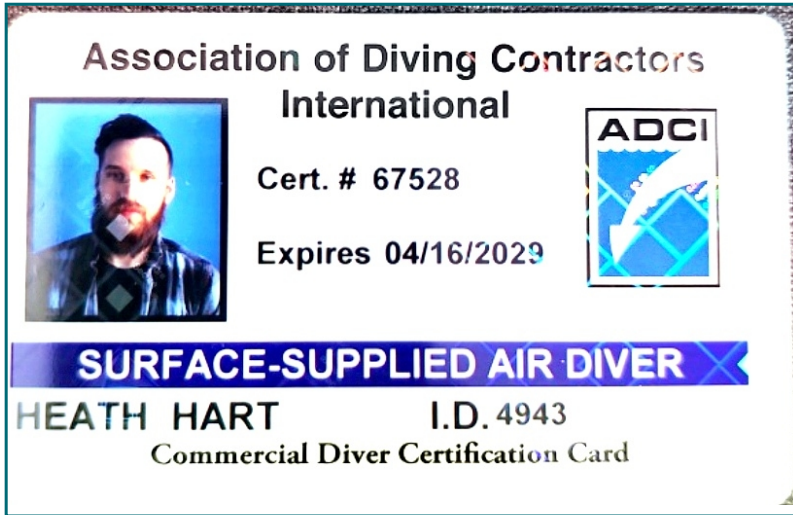 Association of Diving Contractors
International
ADCI
Cert. # 67528
Expires 04/16/2029
SURFACE-SUPPLIED AIR DIVER
HEATH HART I.D. 4943
Commercial Diver Certification Card